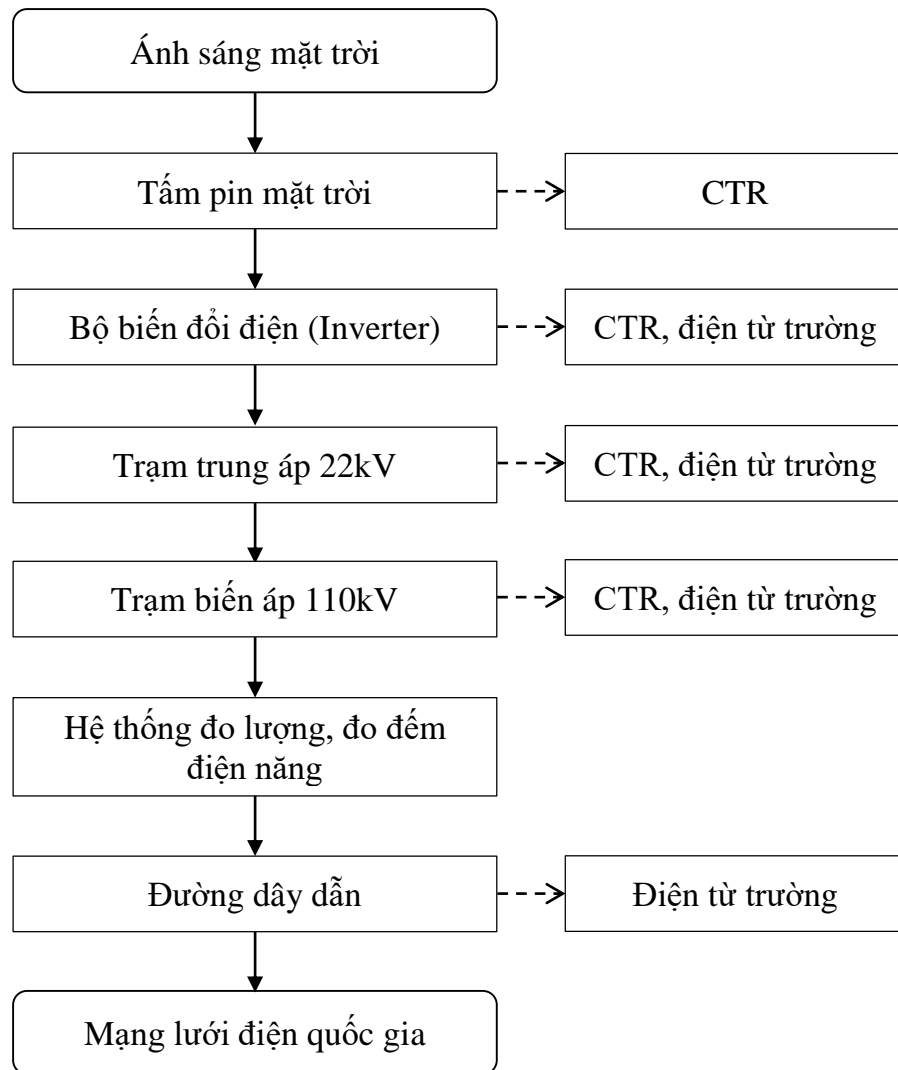 Ánh sáng mặt trời
Tấm pin mặt trời
CTR
Bộ biến đổi điện (Inverter)
CTR, điện từ trường
Trạm trung áp 22kV
CTR, điện từ trường
Trạm biến áp 110kV
CTR, điện từ trường
Hệ thống đo lượng, đo đếm
điện năng
Đường dây dẫn
Điện từ trường
Mạng lưới điện quốc gia